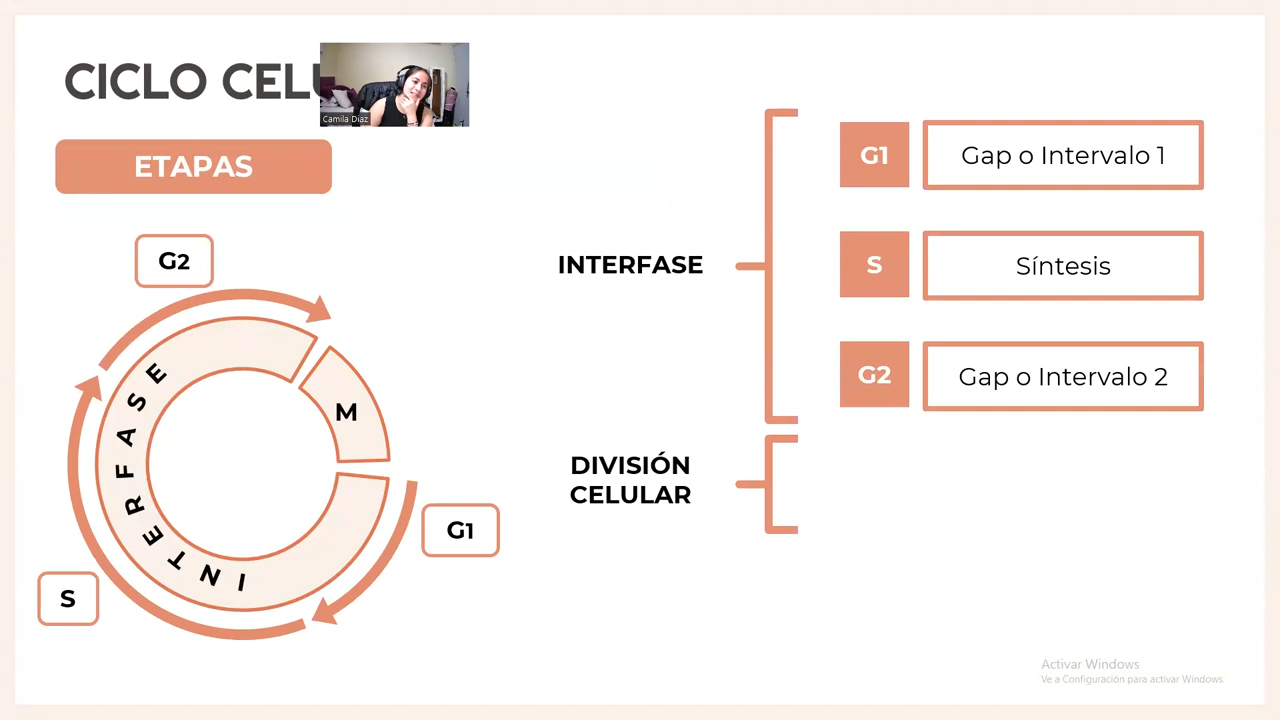 CICLO CELU
Camila Diaz
ETAPAS
G1
Gap o Intervalo 1
G2
INTERFASE
S
Síntesis
G2
Gap o Intervalo 2
M
INTERFASE
DIVISIÓN
CELULAR
G1
S
Activar Windows
Ve a Configuración para activar Windows.